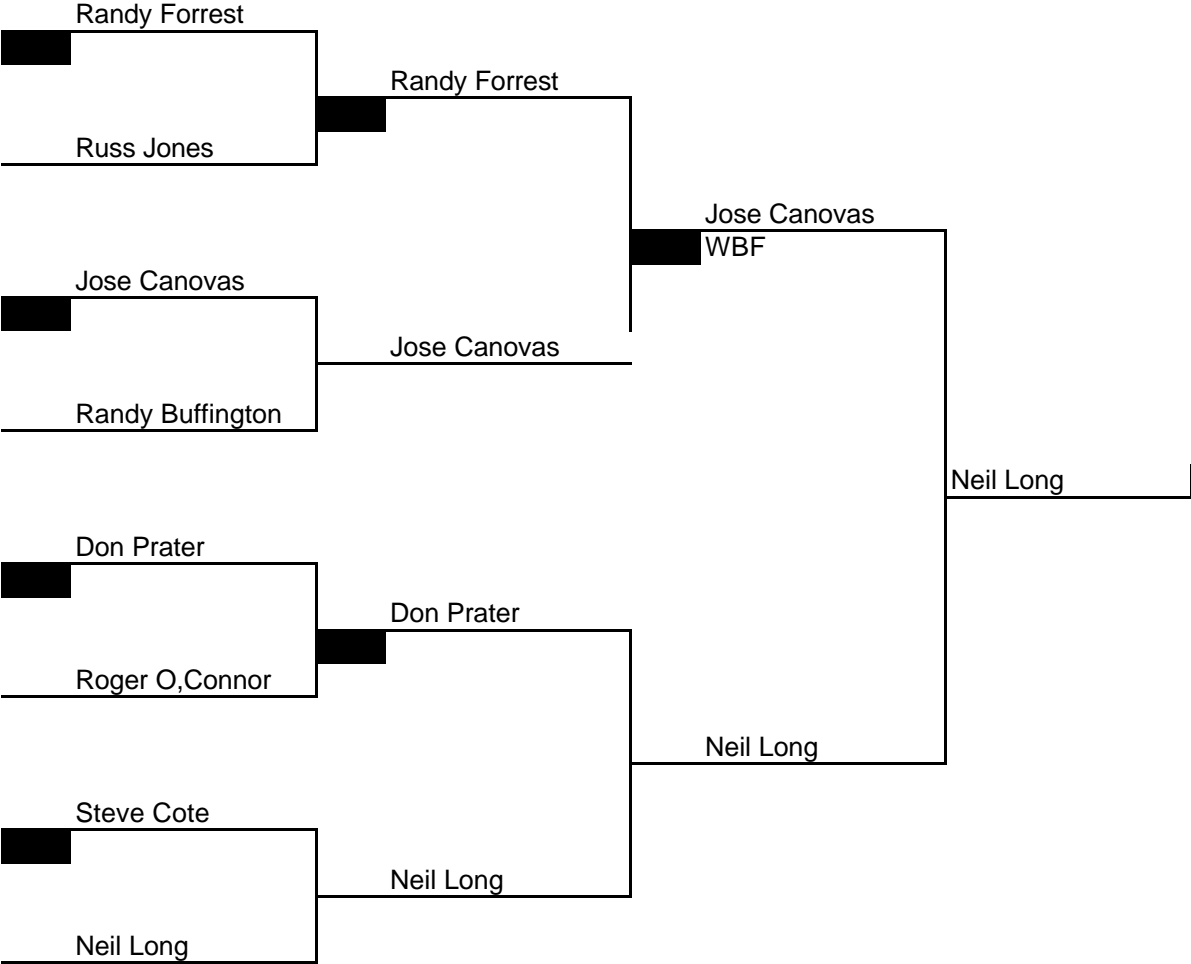 Randy Forrest
Randy Forrest
Russ Jones
Jose Canovas
WBF
Jose Canovas
Jose Canovas
Randy Buffington
Neil Long
Don Prater
Don Prater
Roger O,Connor
Neil Long
Steve Cote
Neil Long
Neil Long